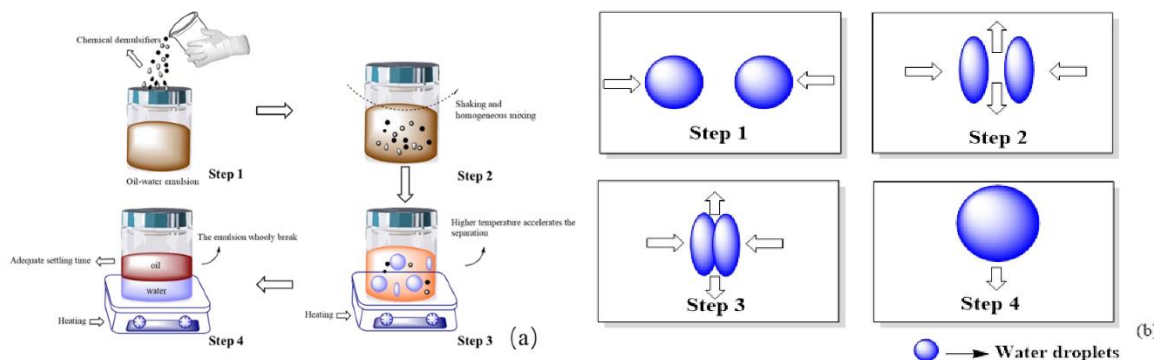 Chemical demulsifiers
Oil-water emulsion
Step 1
Shaking and
homogeneous mixing
Step 2
Higher temperature accelerates the
separation
Heating
Step 3
The emulsion whooly break
Adequate settling time
oil
water
Heating
Step 4
(a)
Step 1
Step 2
Step 3
Step 4
Water droplets
(b)